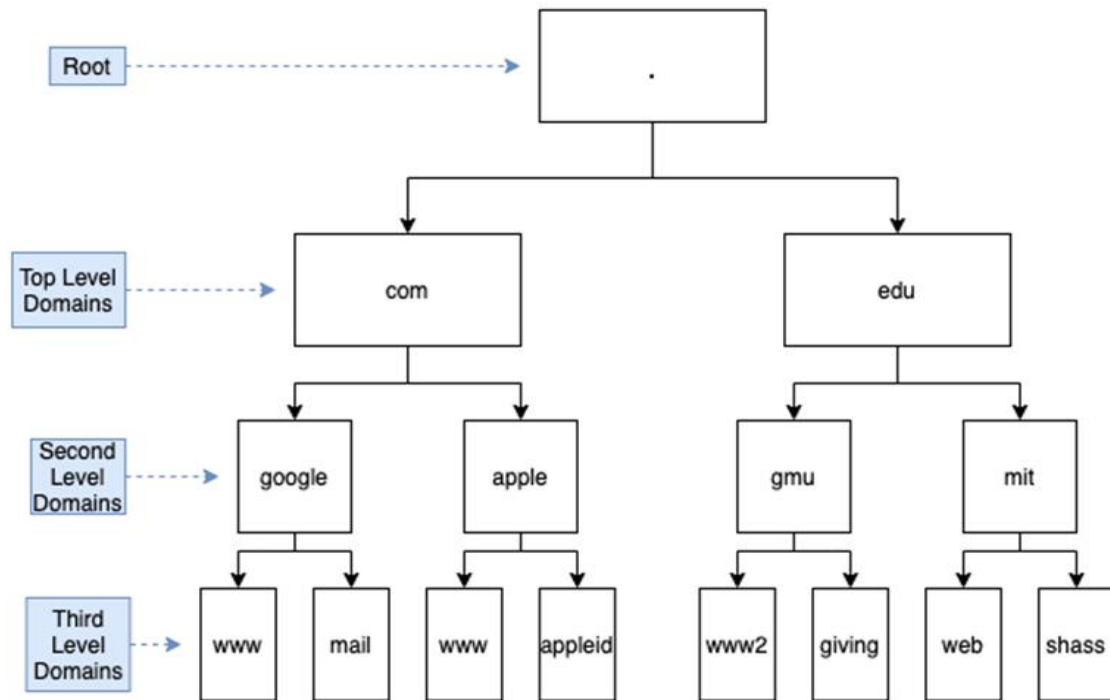 Root
.
Top Level
Domains
com
edu
Second
Level
Domains
google
apple
gmu
mit
Third
Level
Domains
www
mail
www
appleid
www2
giving
web
shass